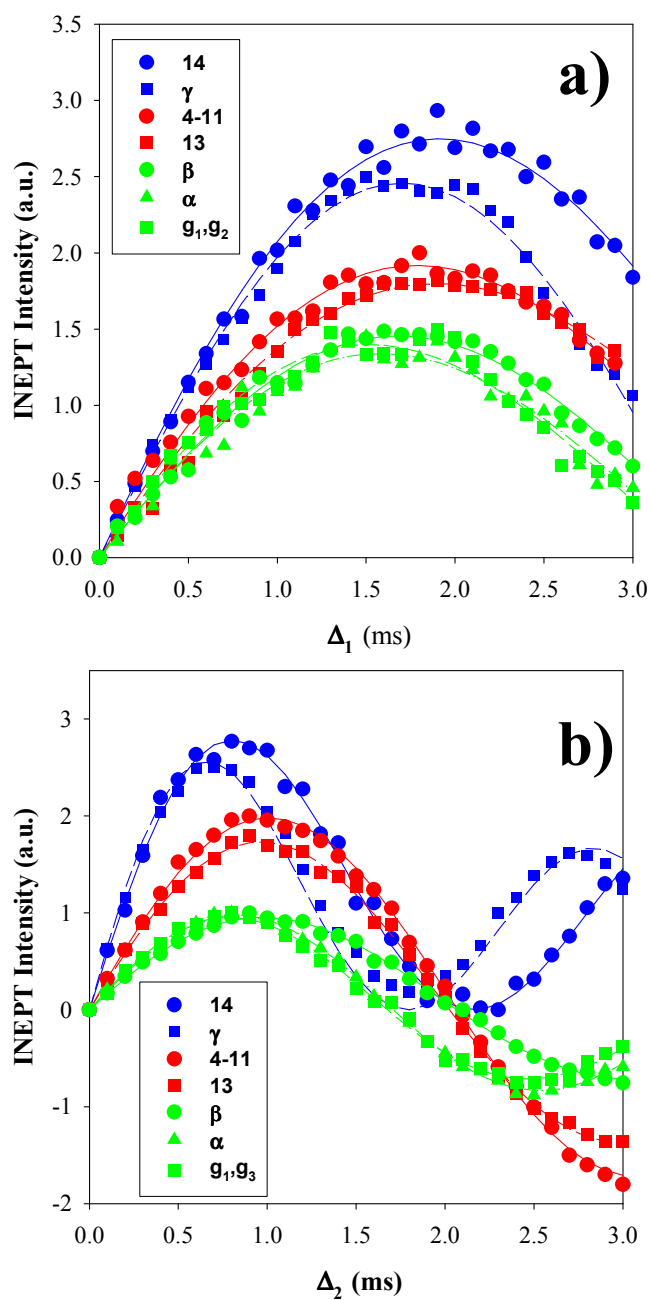 a)
14
γ
4-11
13
β
α
g₁,g₂
INEPT Intensity (a.u.)
3.5
3.0
2.5
2.0
1.5
1.0
0.5
0.0
0.0 0.5 1.0 1.5 2.0 2.5 3.0
Δ₁ (ms)
b)
INEPT Intensity (a.u.)
3
2
1
0
-1
-2
14
γ
4-11
13
β
α
g₁,g₃
0.0 0.5 1.0 1.5 2.0 2.5 3.0
Δ₂ (ms)